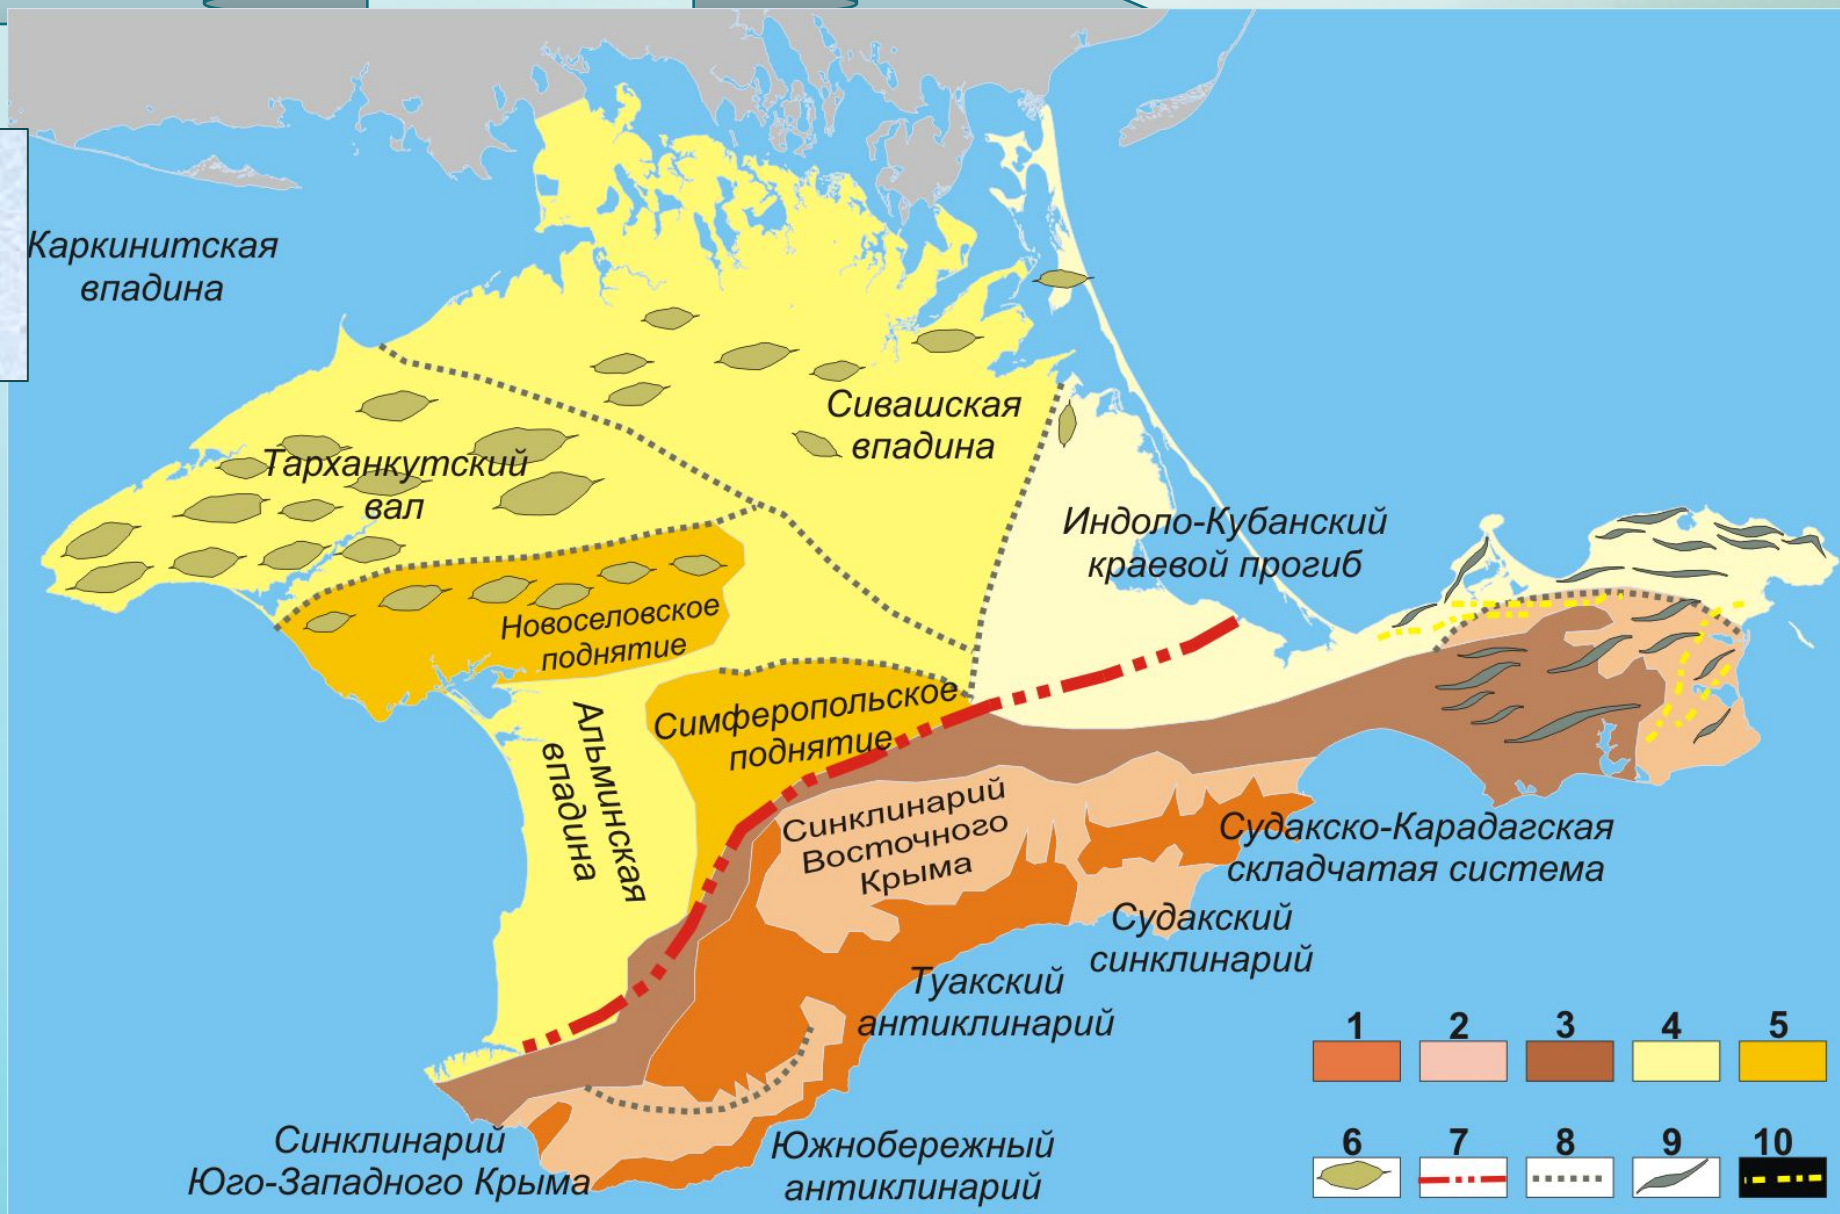 Каркинитская
впадина
Сивашская
впадина
Тарханкутский
вал
Индоло-Кубанский
краевой прогиб
Новоселовское
поднятие
Симферопольское
поднятие
Альминская
впадина
Синклинарий
Восточного
Крыма
Судакско-Карадагская
складчатая система
Судакский
синклинарий
Туакский
антиклинарий
Синклинарий
Юго-Западного Крыма
Южнобережный
антиклинарий
1 2 3 4 5
6 7 8 9 10